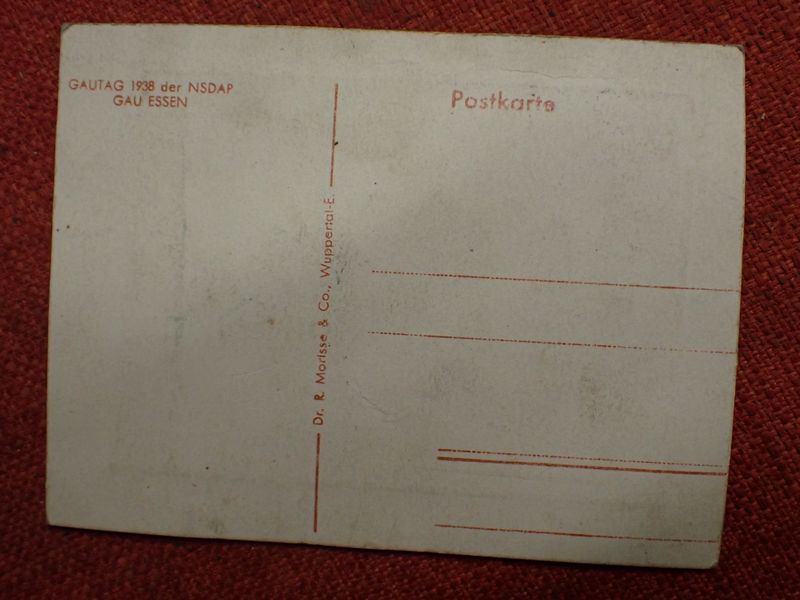 GAUTAG 1938 der NSDAP
GAU ESSEN
Postkarte
Dr. R. Morisse & Co., Wuppertal-E.